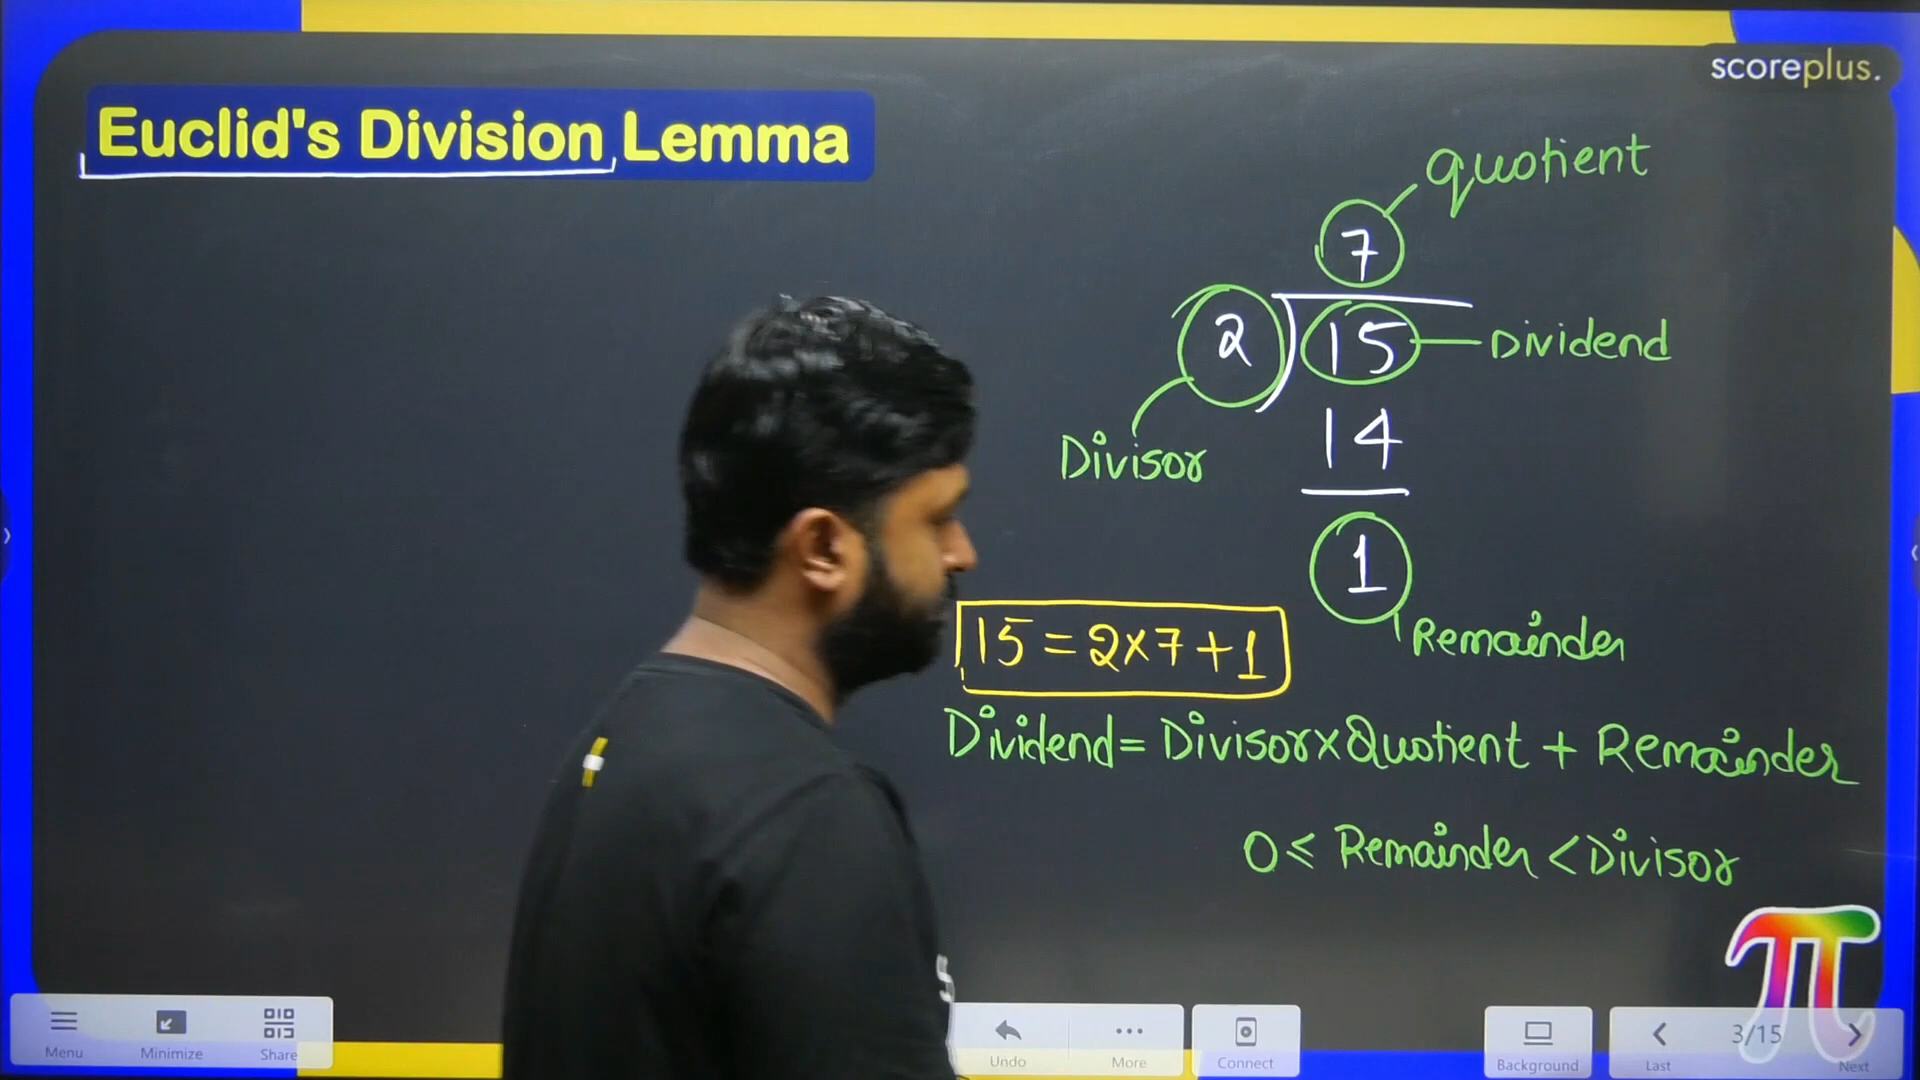 scoreplus.
Euclid's Division Lemma
quotient
7
2 15 Dividend
14
Divisor
1
Remainder
15 = 2×7+1
Dividend = Divisor×Quotient + Remainder
0 ≤ Remainder < Divisor
π
Menu Minimize Share Undo More Connect Background Last 3/15 Next